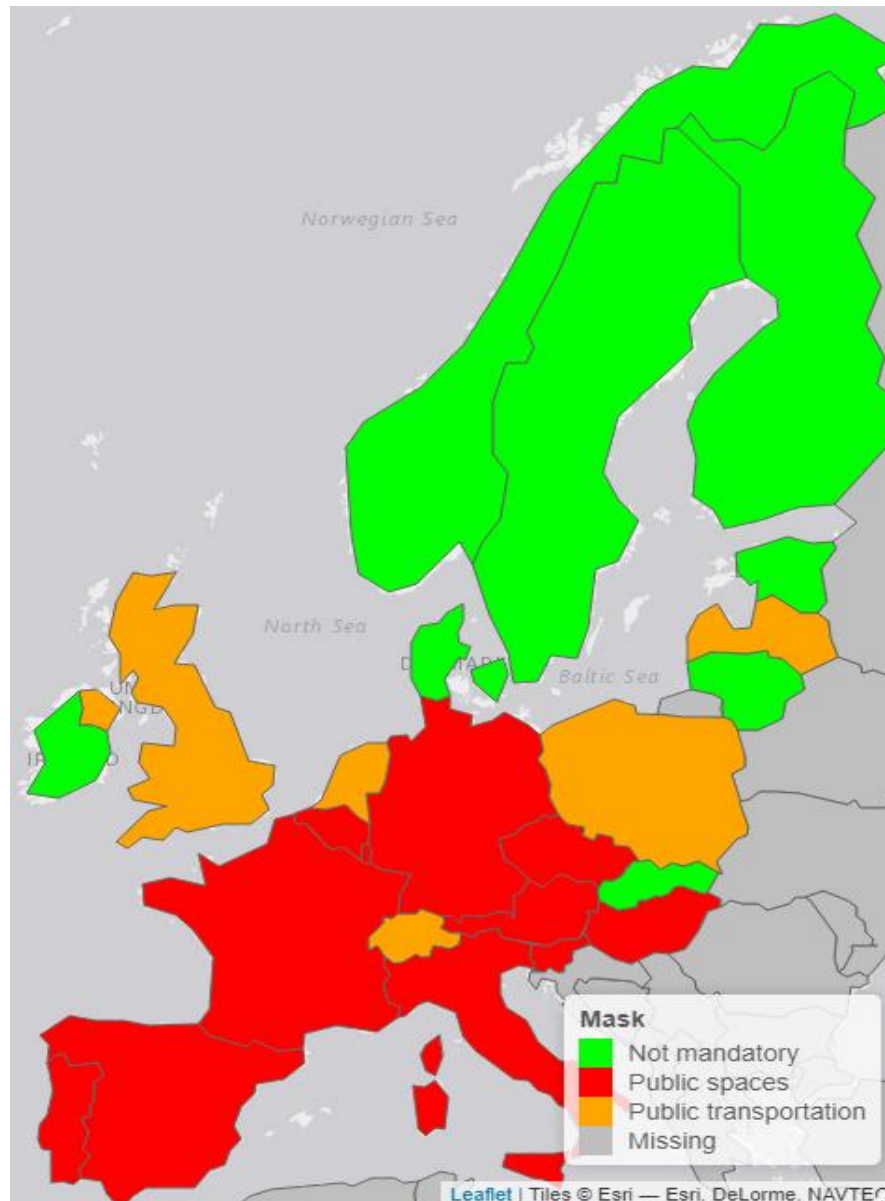 Norwegian Sea
North Sea
Baltic Sea
Mask
Not mandatory
Public spaces
Public transportation
Missing
Leaflet | Tiles © Esri — Esri, DeLorme, NAVTEQ